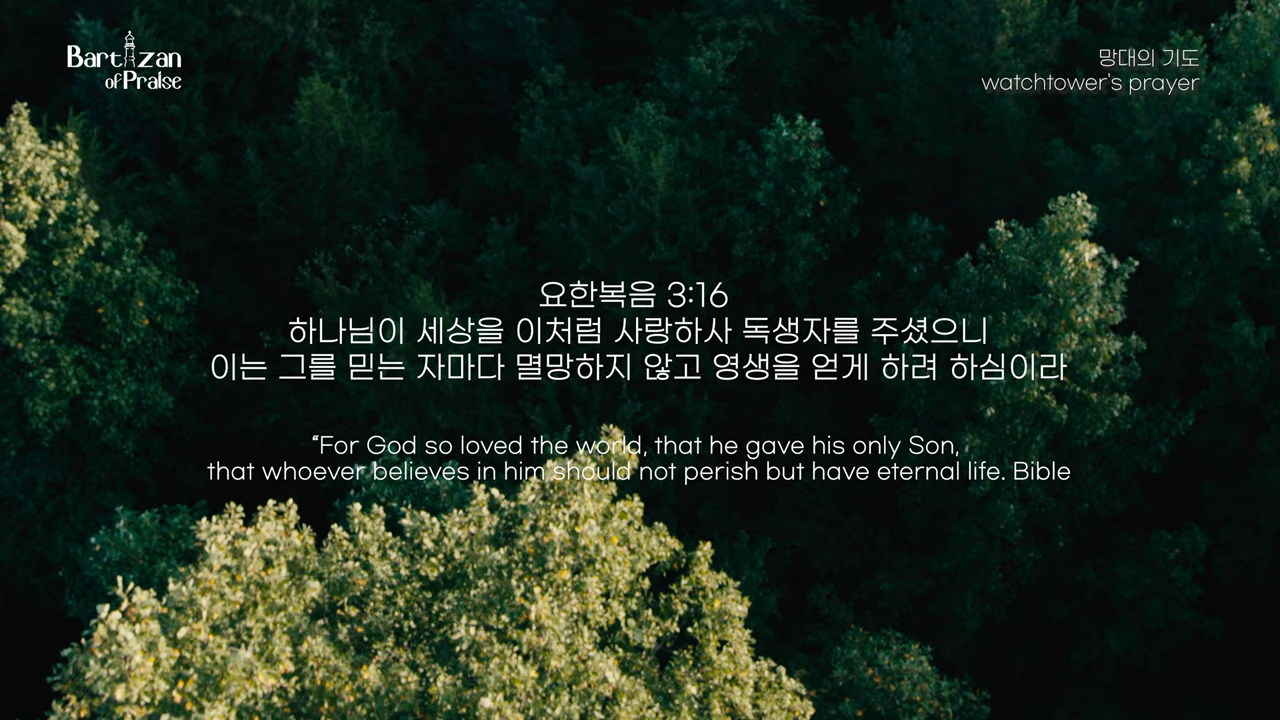 Bartizan
of Praise
망대의 기도
watchtower's prayer
요한복음 3:16
하나님이 세상을 이처럼 사랑하사 독생자를 주셨으니
이는 그를 믿는 자마다 멸망하지 않고 영생을 얻게 하려 하심이라
“For God so loved the world, that he gave his only Son,
that whoever believes in him should not perish but have eternal life. Bible